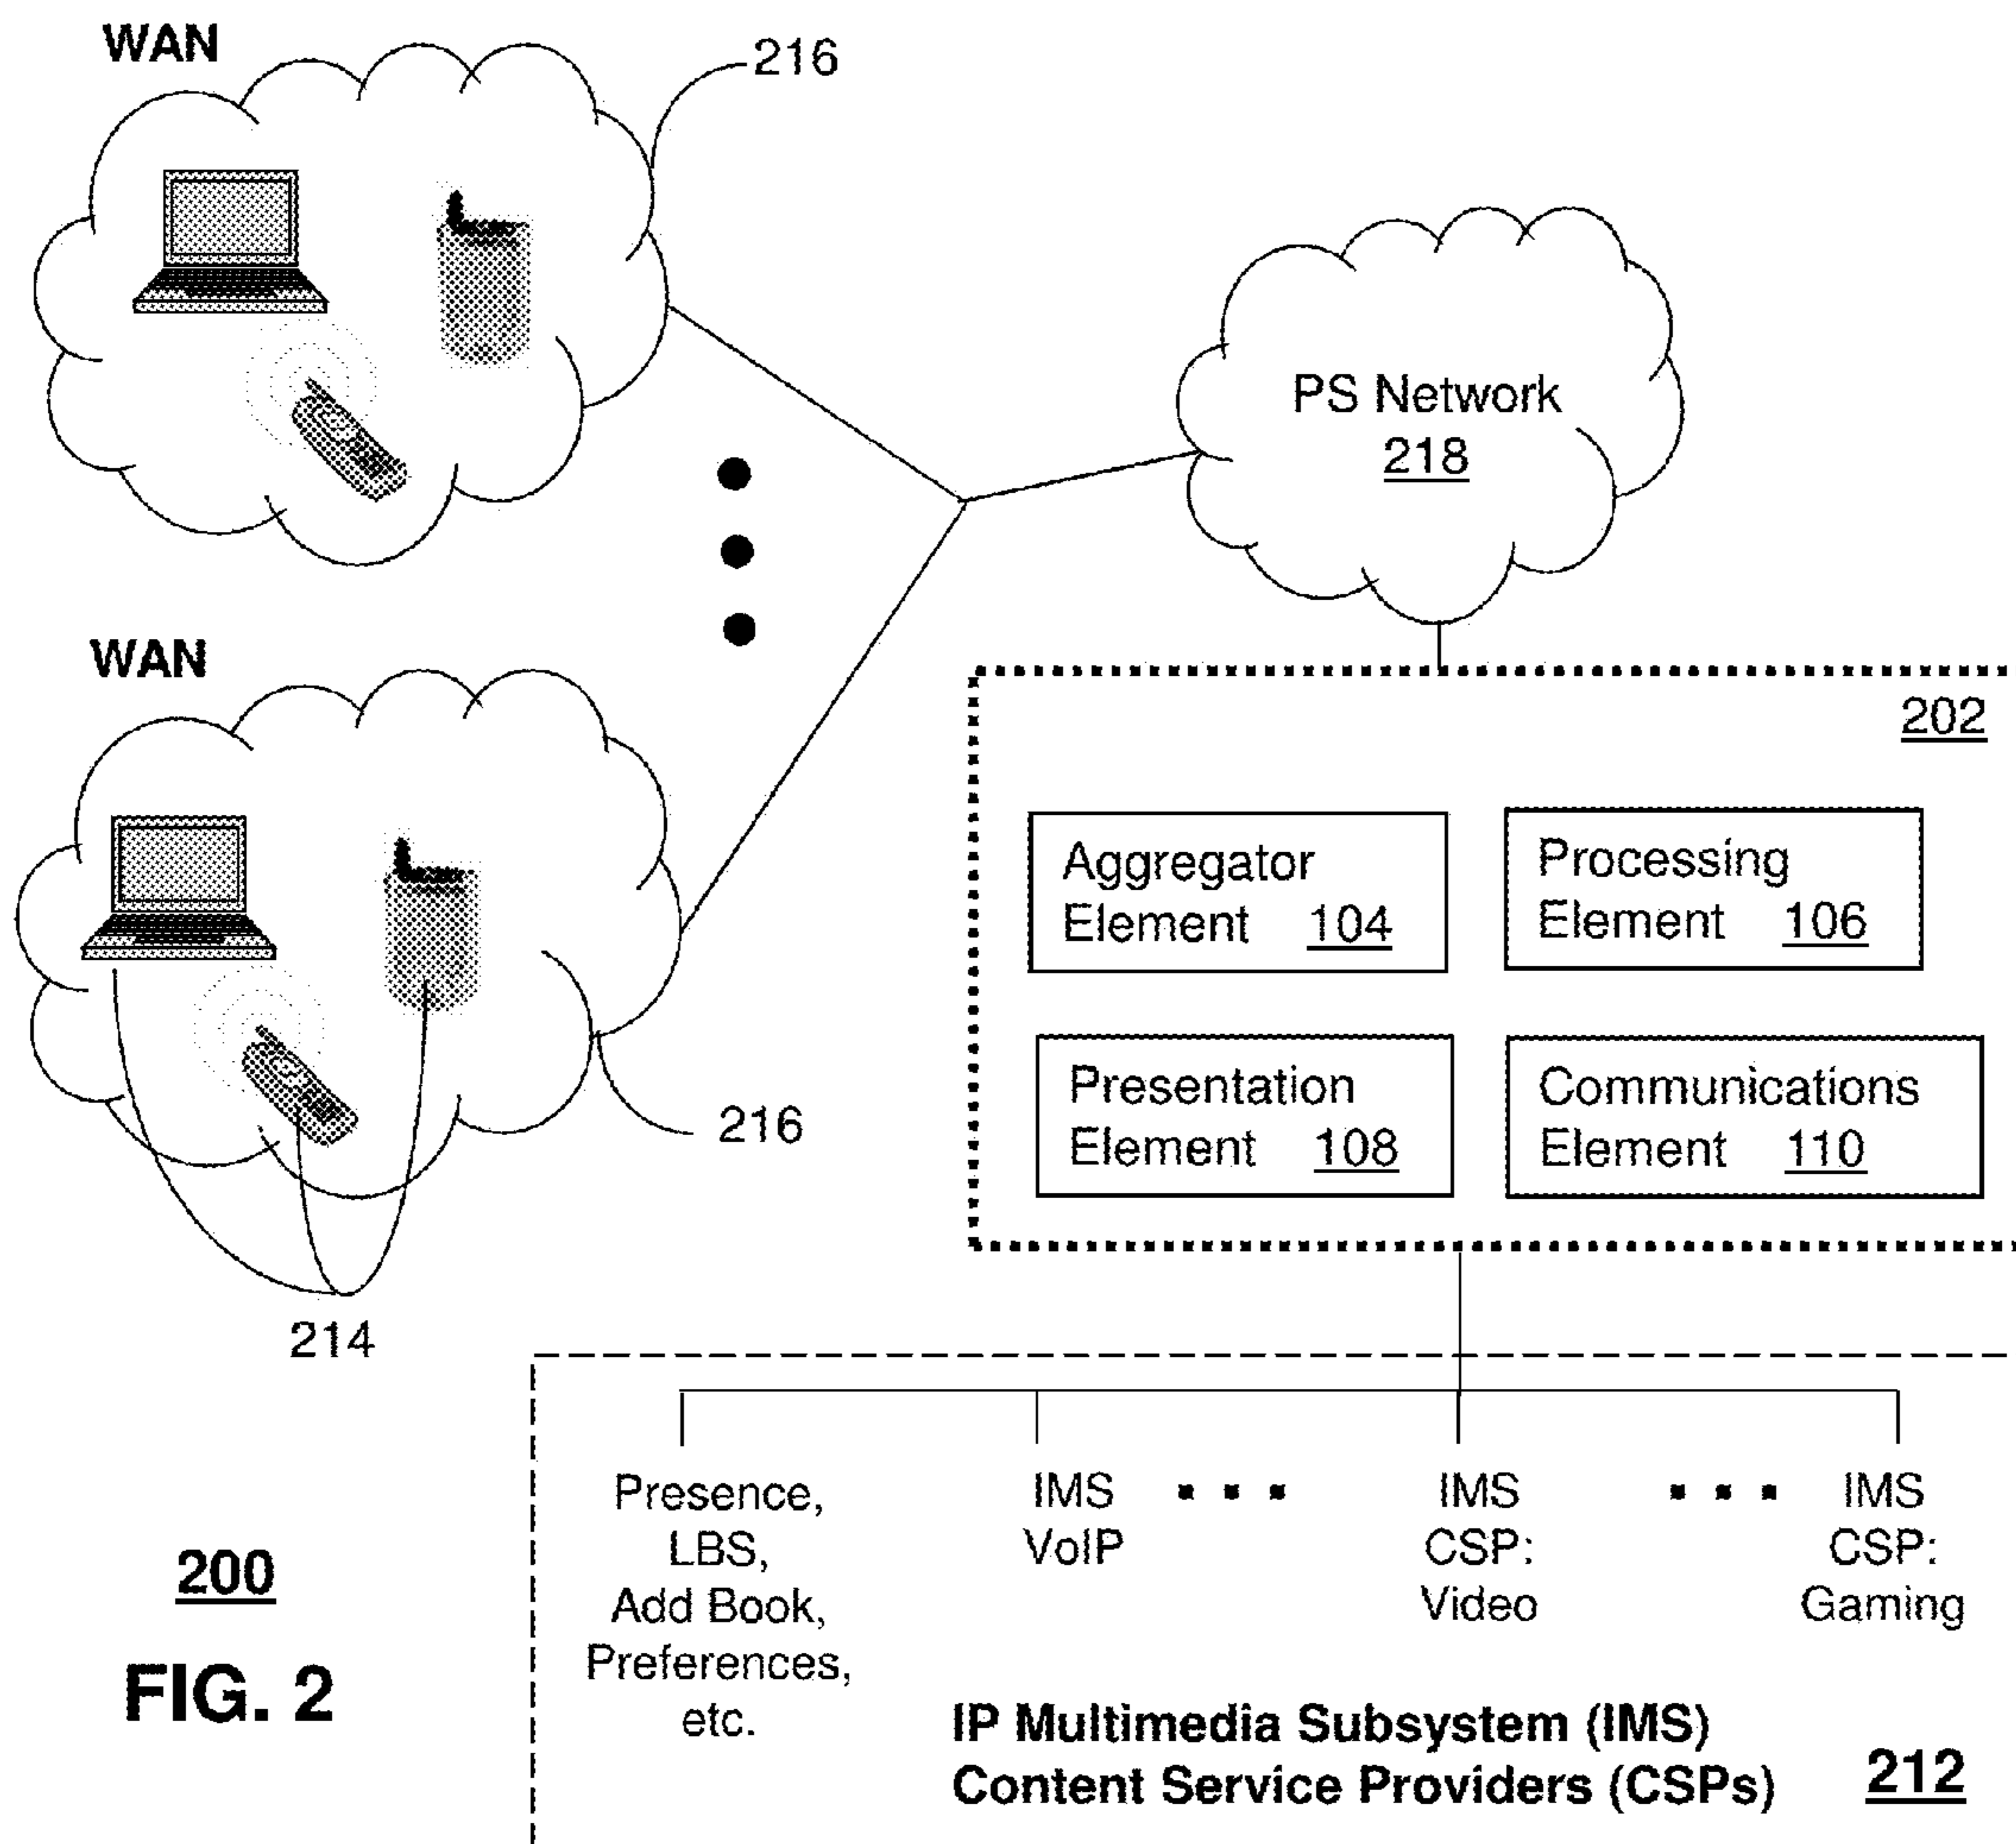 WAN
216
PS Network
218
WAN
202
Aggregator
Element 104
Processing
Element 106
Presentation
Element 108
Communications
Element 110
216
214
Presence,
LBS,
Add Book,
Preferences,
etc.
IMS
VoIP
IMS
CSP:
Video
IMS
CSP:
Gaming
200
FIG. 2
IP Multimedia Subsystem (IMS)
Content Service Providers (CSPs) 212